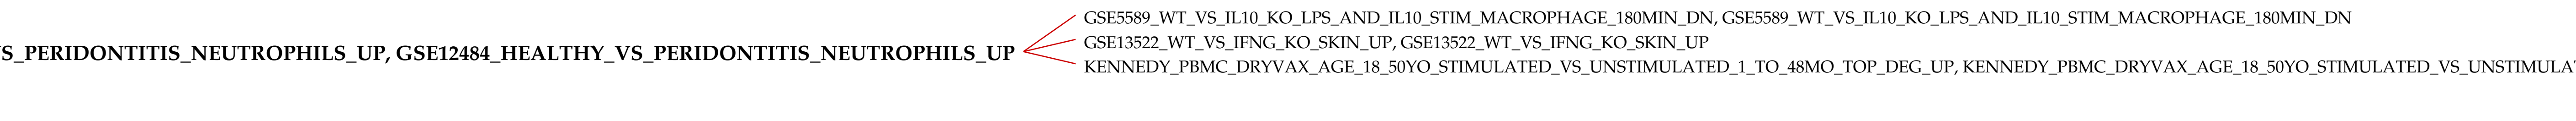 GSE5589_WT_VS_IL10_KO_LPS_AND_IL10_STIM_MACROPHAGE_180MIN_DN, GSE5589_WT_VS_IL10_KO_LPS_AND_IL10_STIM_MACROPHAGE_180MIN_DN
S_PERIDONTITIS_NEUTROPHILS_UP, GSE12484_HEALTHY_VS_PERIDONTITIS_NEUTROPHILS_UP
GSE13522_WT_VS_IFNG_KO_SKIN_UP, GSE13522_WT_VS_IFNG_KO_SKIN_UP
KENNEDY_PBMC_DRYVAX_AGE_18_50YO_STIMULATED_VS_UNSTIMULATED_1_TO_48MO_TOP_DEG_UP, KENNEDY_PBMC_DRYVAX_AGE_18_50YO_STIMULATED_VS_UNSTIMULA